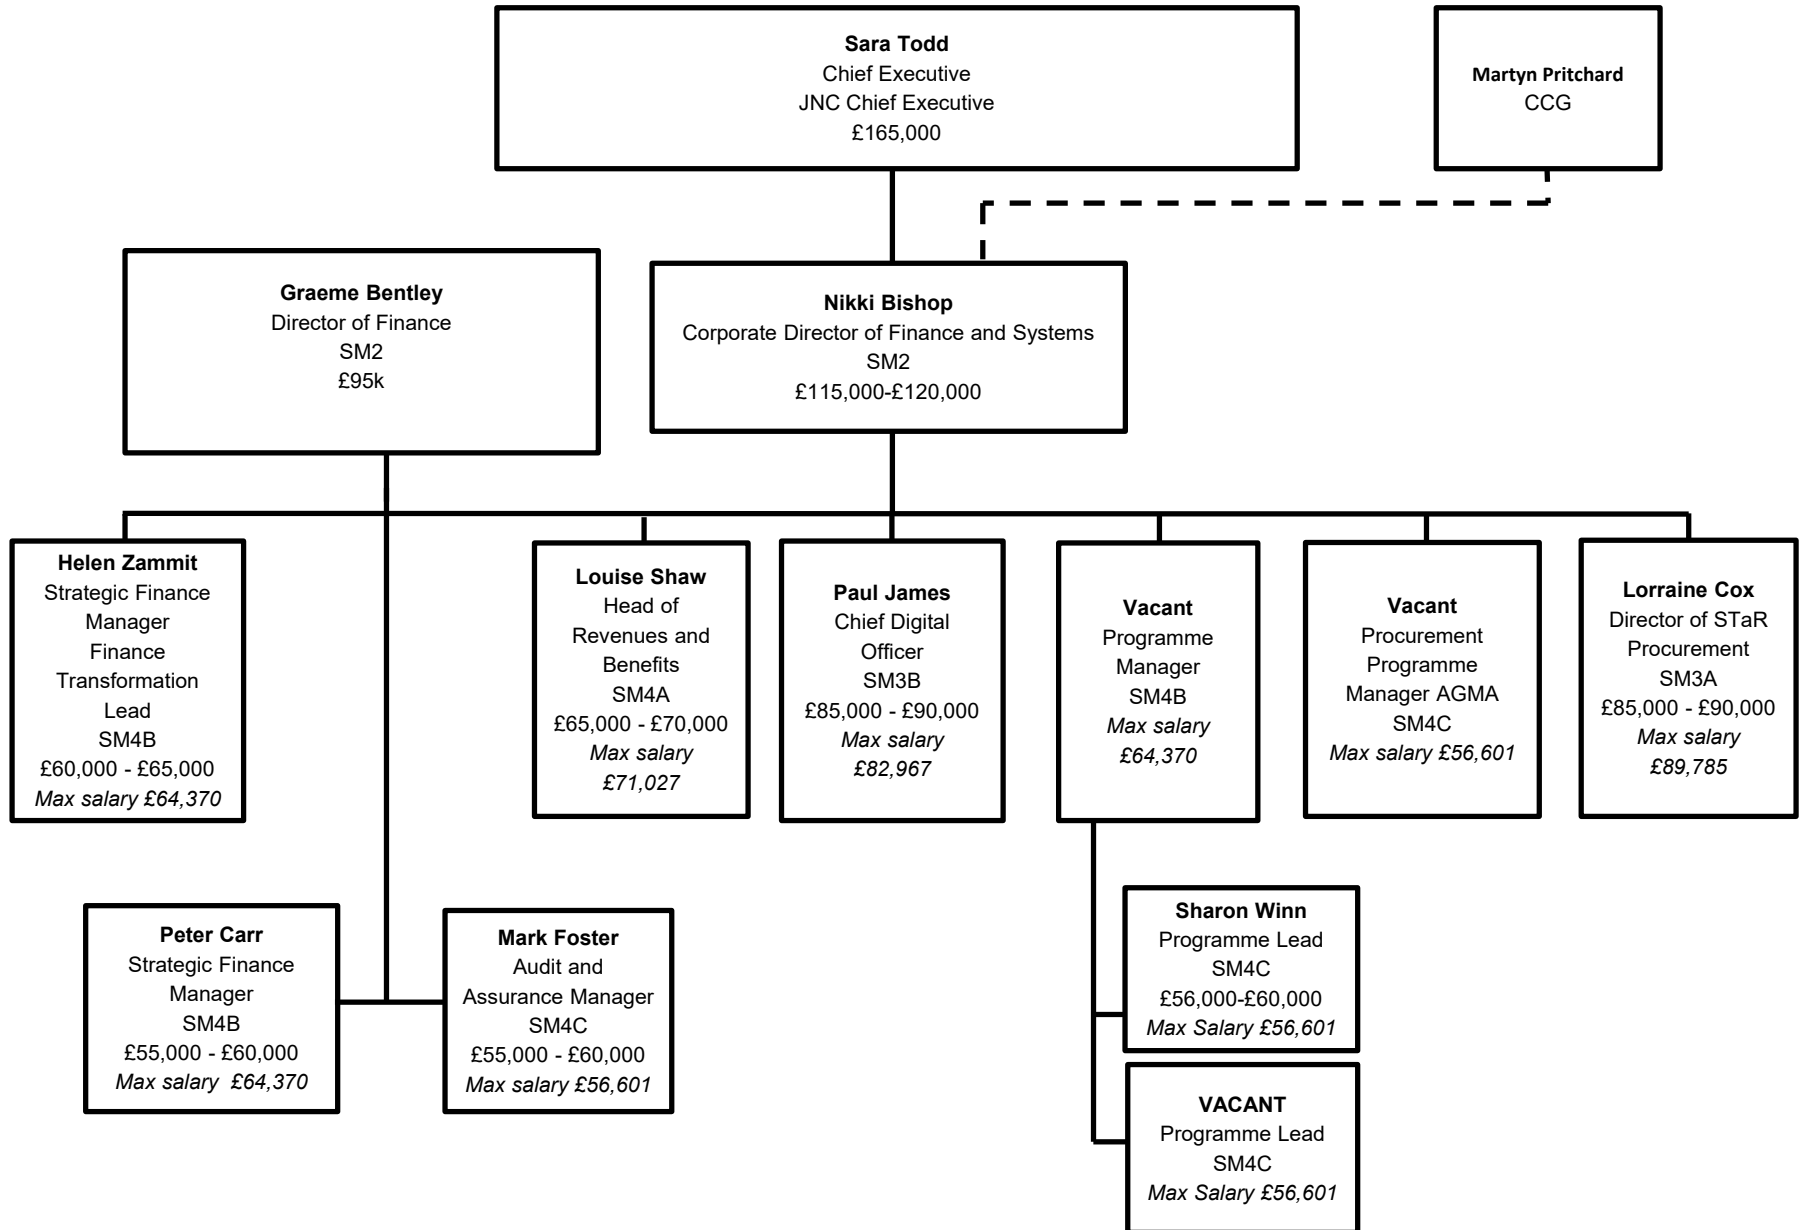 Sara Todd
Chief Executive
JNC Chief Executive
£165,000
Martyn Pritchard
CCG
Graeme Bentley
Director of Finance
SM2
£95k
Nikki Bishop
Corporate Director of Finance and Systems
SM2
£115,000-£120,000
Helen Zammit
Strategic Finance
Manager
Finance
Transformation
Lead
SM4B
£60,000 - £65,000
Max salary £64,370
Louise Shaw
Head of
Revenues and
Benefits
SM4A
£65,000 - £70,000
Max salary
£71,027
Paul James
Chief Digital
Officer
SM3B
£85,000 - £90,000
Max salary
£82,967
Vacant
Programme
Manager
SM4B
Max salary
£64,370
Vacant
Procurement
Programme
Manager AGMA
SM4C
Max salary £56,601
Lorraine Cox
Director of STaR
Procurement
SM3A
£85,000 - £90,000
Max salary
£89,785
Peter Carr
Strategic Finance
Manager
SM4B
£55,000 - £60,000
Max salary £64,370
Mark Foster
Audit and
Assurance Manager
SM4C
£55,000 - £60,000
Max salary £56,601
Sharon Winn
Programme Lead
SM4C
£56,000-£60,000
Max Salary £56,601
VACANT
Programme Lead
SM4C
Max Salary £56,601